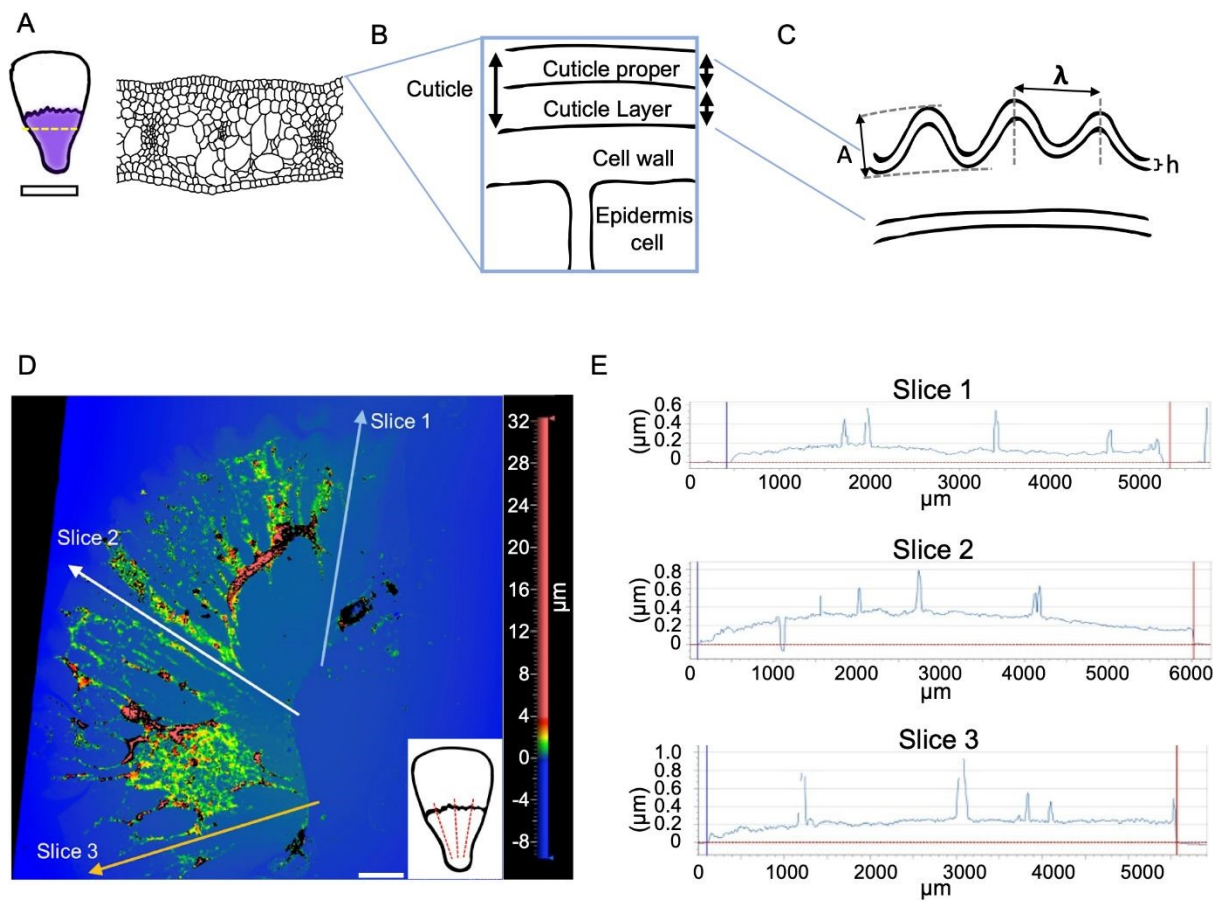 A
B
C
Cuticle
Cuticle proper
Cuticle Layer
Cell wall
Epidermis
cell
λ
A
h
D
E
Slice 1
Slice 2
Slice 3
32
28
24
20
16
12
8
4
0
-4
-8
µm
Slice 1
(µm)
0.6
0.4
0.2
0
0 1000 2000 3000 4000 5000
µm
Slice 2
(µm)
0.8
0.6
0.4
0.2
0
0 1000 2000 3000 4000 5000 6000
µm
Slice 3
(µm)
1.0
0.8
0.6
0.4
0.2
0
0 1000 2000 3000 4000 5000
µm